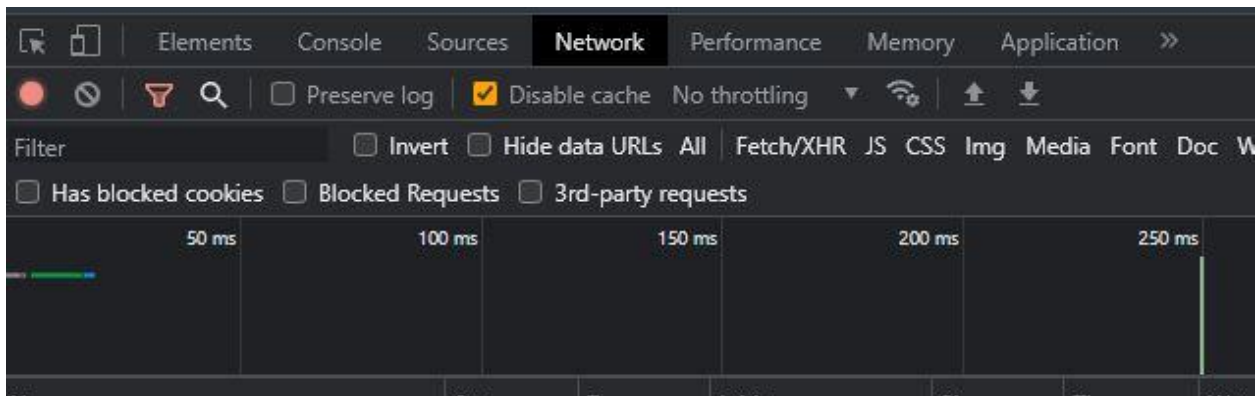 Elements Console Sources Network Performance Memory Application »
Preserve log Disable cache No throttling
Filter Invert Hide data URLs All Fetch/XHR JS CSS Img Media Font Doc W
Has blocked cookies Blocked Requests 3rd-party requests
50 ms 100 ms 150 ms 200 ms 250 ms